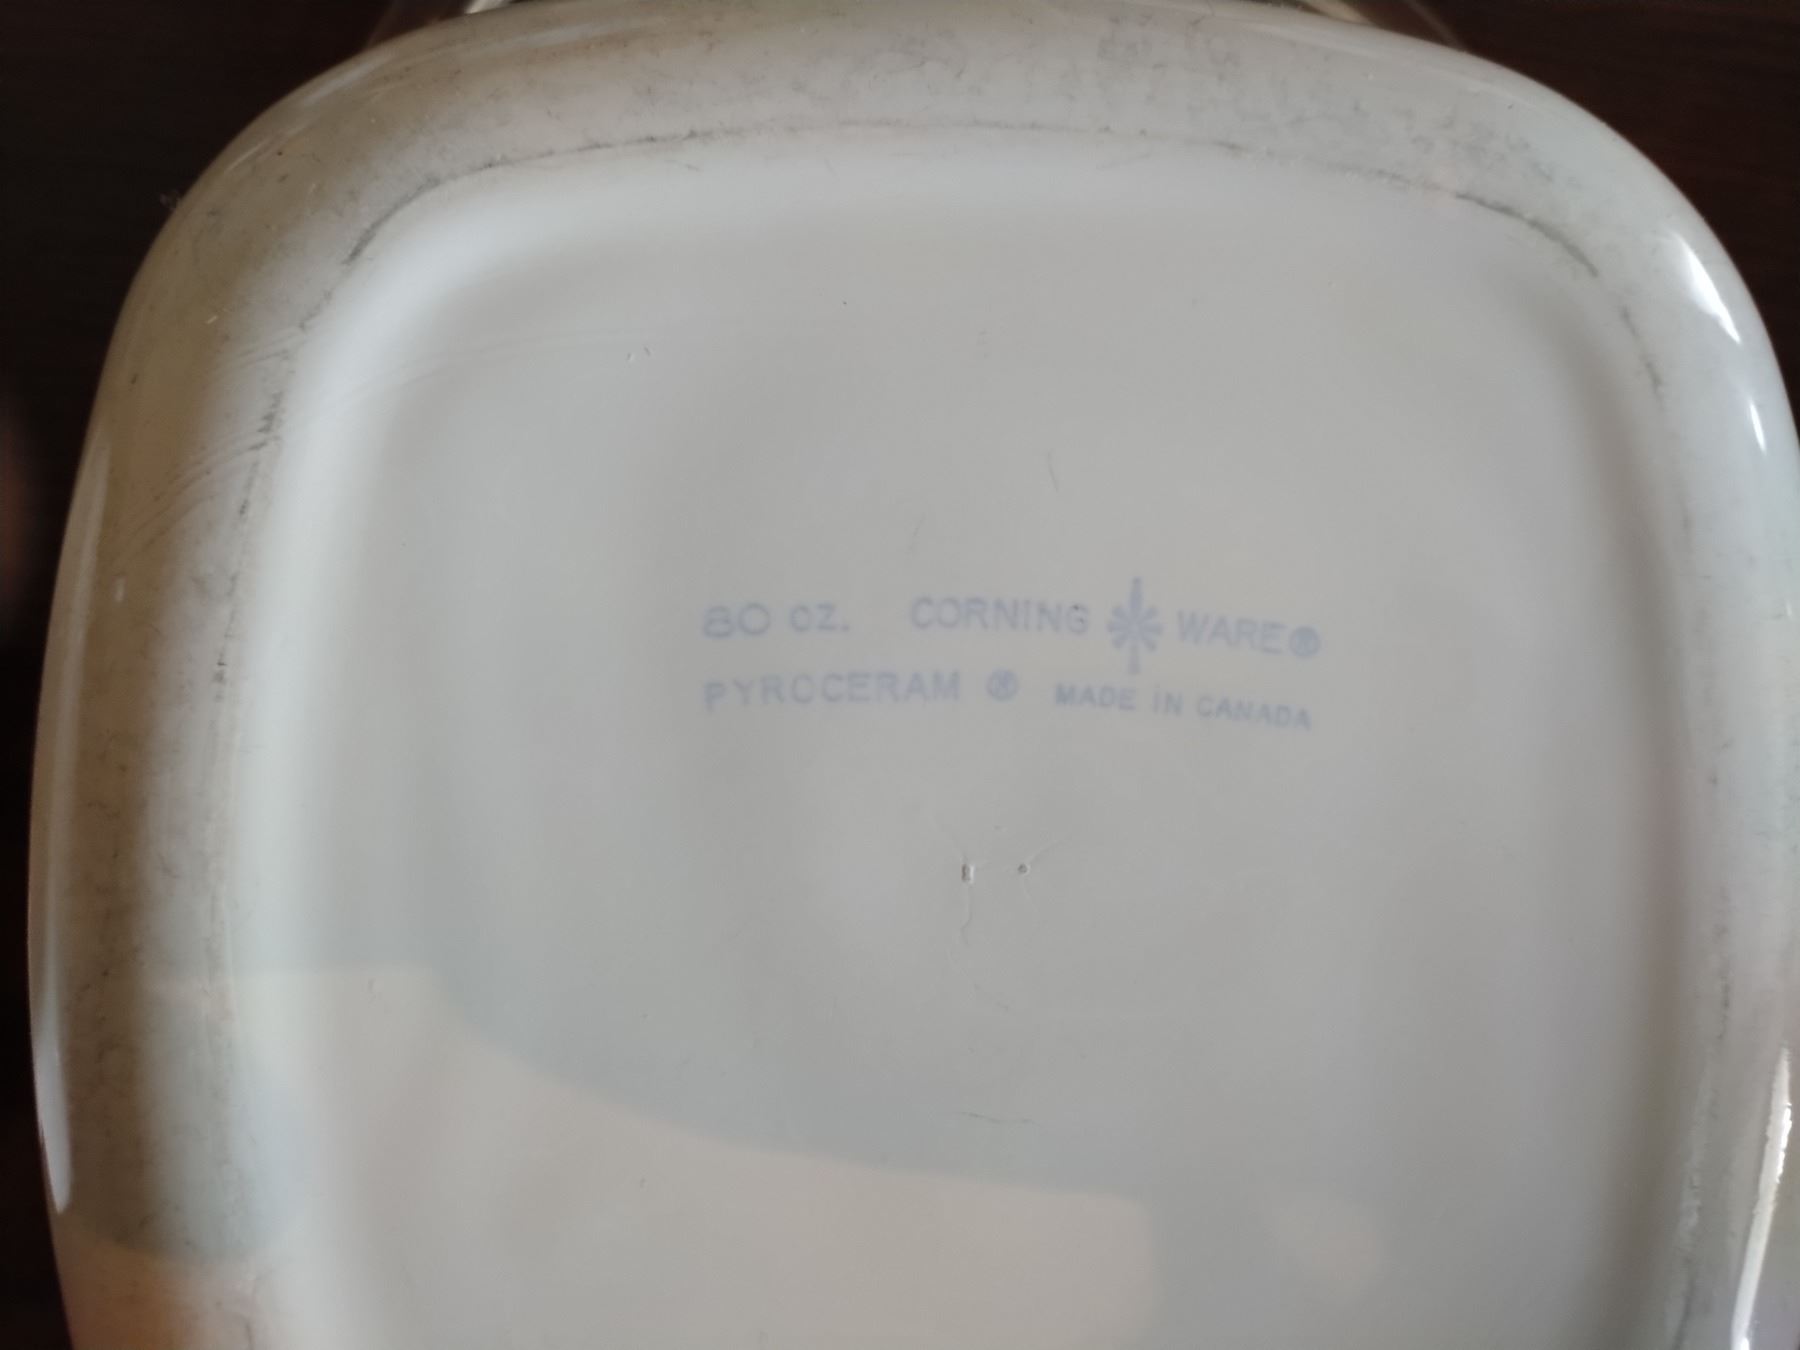 80 oz. CORNING WARE®
PYROCERAM ® MADE IN CANADA